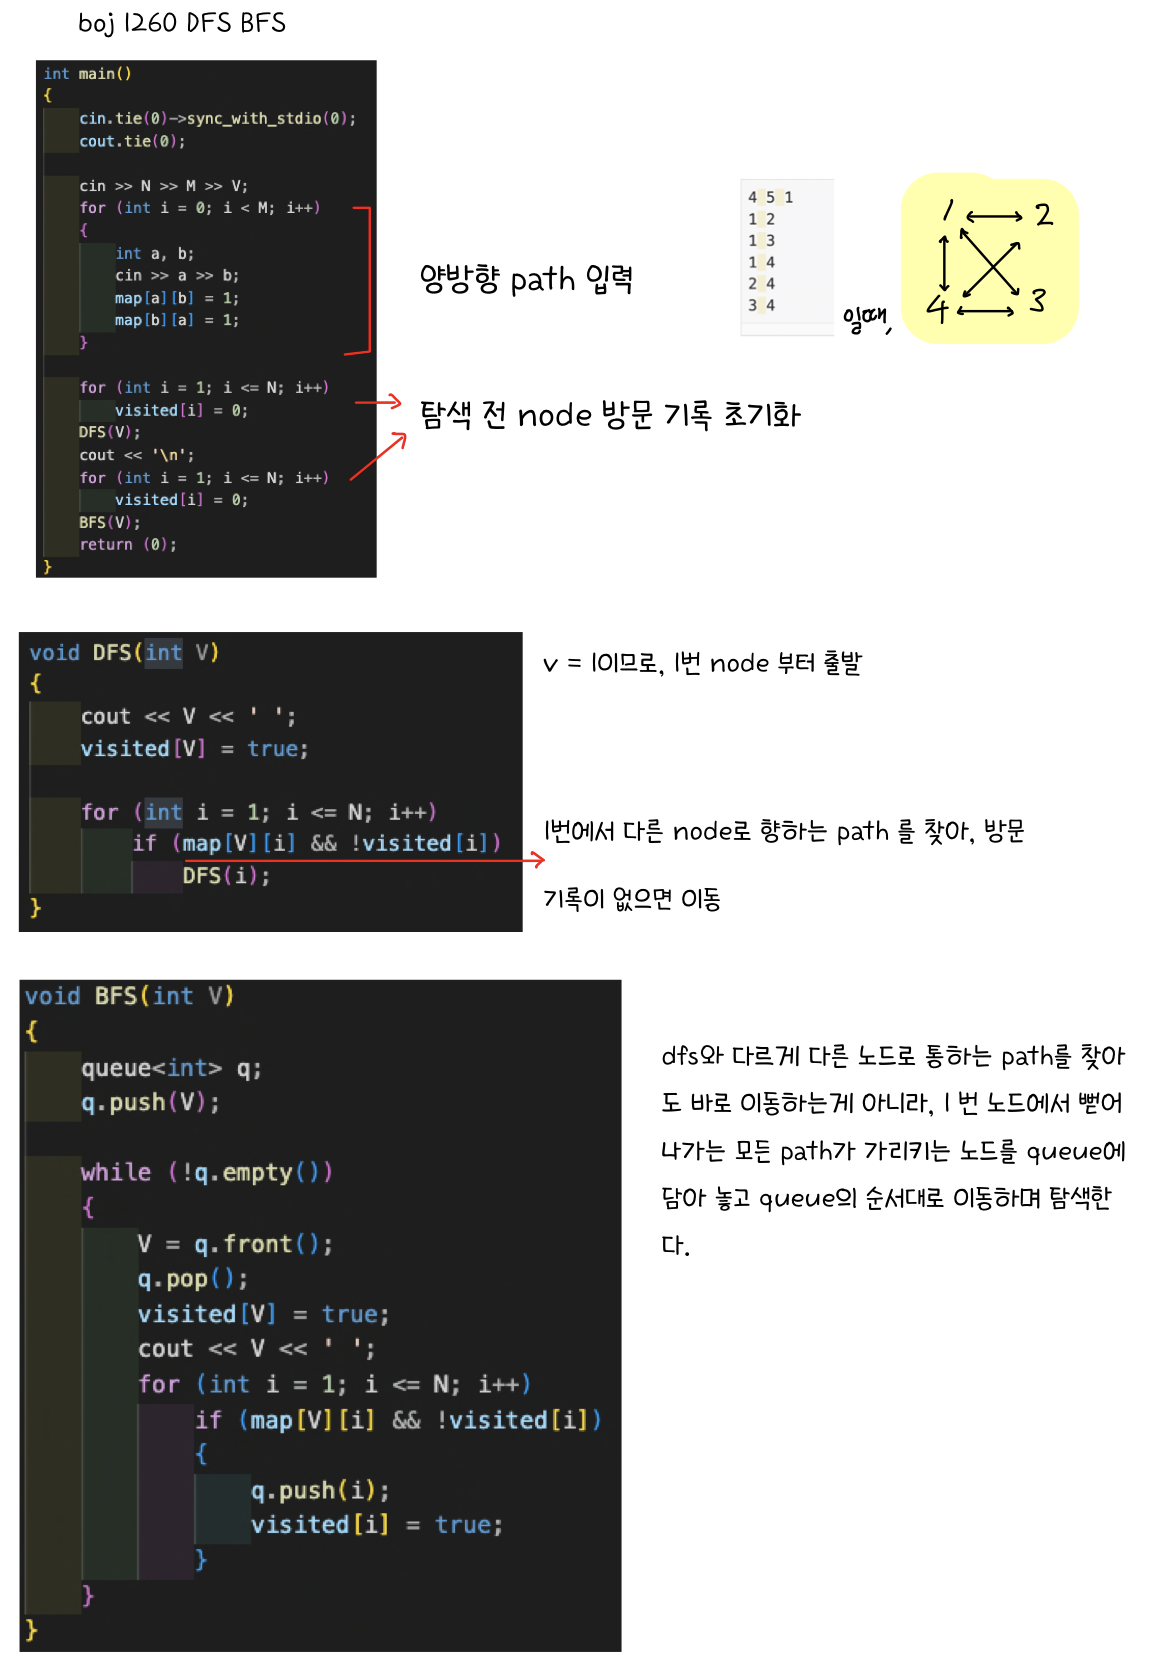 boj 1260 DFS BFS
int main()
{
cin.tie(0)->sync_with_stdio(0);
cout.tie(0);
cin >> N >> M >> V;
for (int i = 0; i < M; i++)
{
int a, b;
cin >> a >> b;
map[a][b] = 1;
map[b][a] = 1;
}
for (int i = 1; i <= N; i++)
visited[i] = 0;
DFS(V);
cout << '\n';
for (int i = 1; i <= N; i++)
visited[i] = 0;
BFS(V);
return (0);
}
양방향 path 입력
탐색 전 node 방문 기록 초기화
4 5 1
1 2
1 3
1 4
2 4
3 4
일때,
1 2
4 3
void DFS(int V)
{
cout << V << ' ';
visited[V] = true;
for (int i = 1; i <= N; i++)
if (map[V][i] && !visited[i])
DFS(i);
}
v = 1이므로, 1번 node 부터 출발
1번에서 다른 node로 향하는 path 를 찾아, 방문
기록이 없으면 이동
void BFS(int V)
{
queue<int> q;
q.push(V);
while (!q.empty())
{
V = q.front();
q.pop();
visited[V] = true;
cout << V << ' ';
for (int i = 1; i <= N; i++)
if (map[V][i] && !visited[i])
{
q.push(i);
visited[i] = true;
}
}
}
dfs와 다르게 다른 노드로 통하는 path를 찾아
도 바로 이동하는게 아니라, 1 번 노드에서 뻗어
나가는 모든 path가 가리키는 노드를 queue에
담아 놓고 queue의 순서대로 이동하며 탐색한
다.